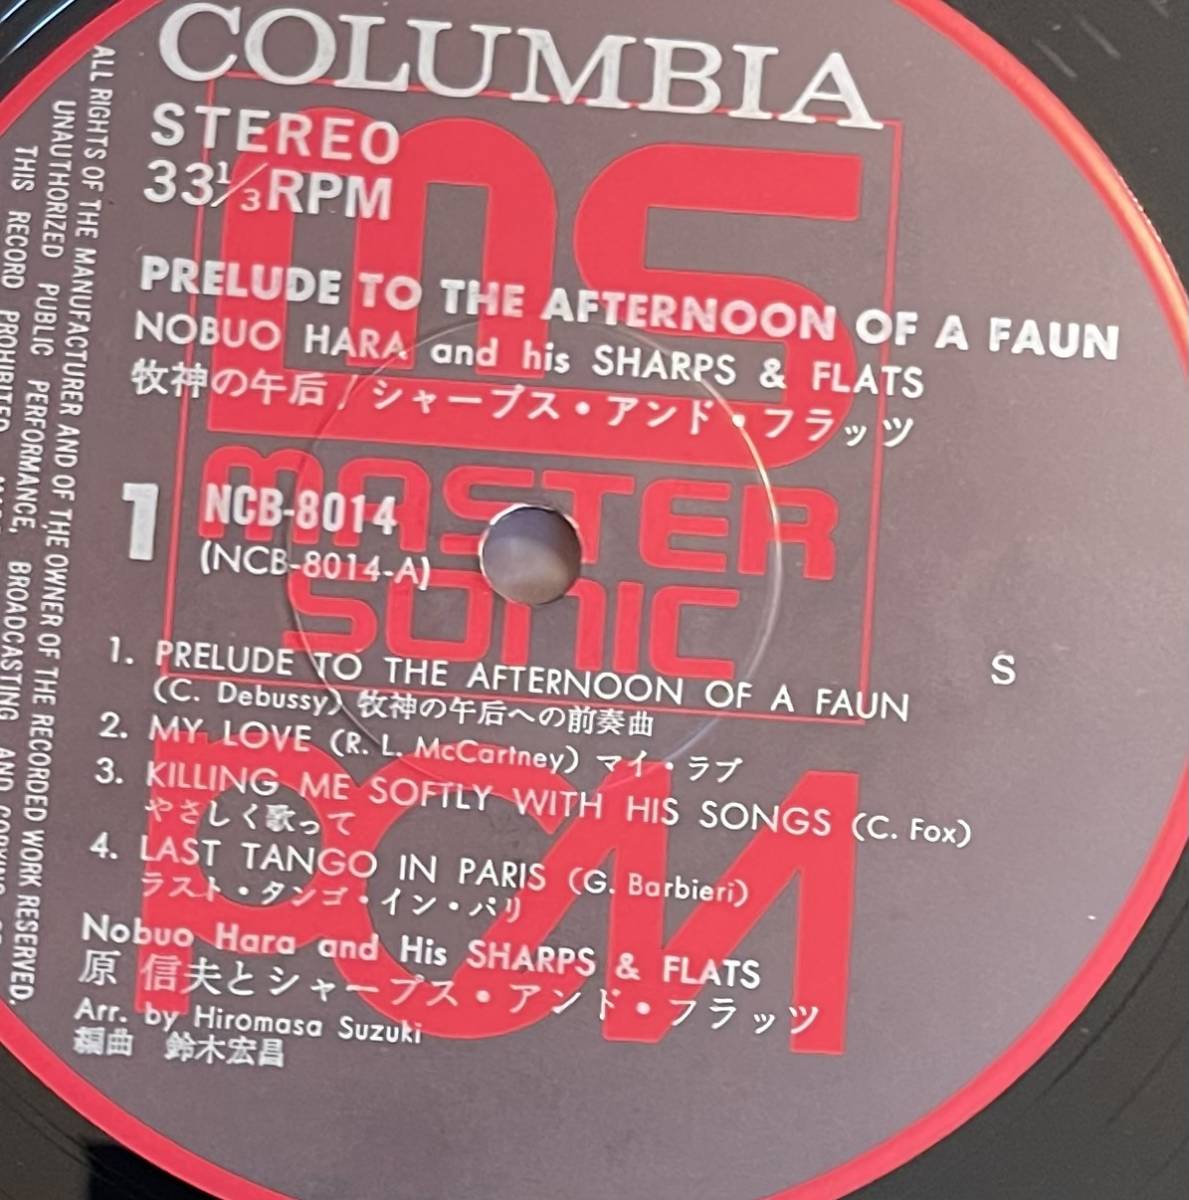 COLUMBIA
STEREO
33⅓RPM
PRELUDE TO THE AFTERNOON OF A FAUN
NOBUO HARA and his SHARPS & FLATS
牧神の午后/シャープス・アンド・フラッツ
MS
MASTER
SONIC
PCM
1 NCB-8014
(NCB-8014-A)
S
1. PRELUDE TO THE AFTERNOON OF A FAUN
(C. Debussy) 牧神の午后への前奏曲
2. MY LOVE (R. L. McCartney) マイ・ラブ
3. KILLING ME SOFTLY WITH HIS SONGS (C. Fox)
やさしく歌って
4. LAST TANGO IN PARIS (G. Barbieri)
ラスト・タンゴ・イン・パリ
Nobuo Hara and His SHARPS & FLATS
原 信夫とシャープス・アンド・フラッツ
Arr. by Hiromasa Suzuki
編曲 鈴木宏昌
ALL RIGHTS OF THE MANUFACTURER AND OF THE OWNER OF THE RECORDED WORK RESERVED.
UNAUTHORIZED PUBLIC PERFORMANCE, BROADCASTING AND COPYING OF
THIS RECORD PROHIBITED.